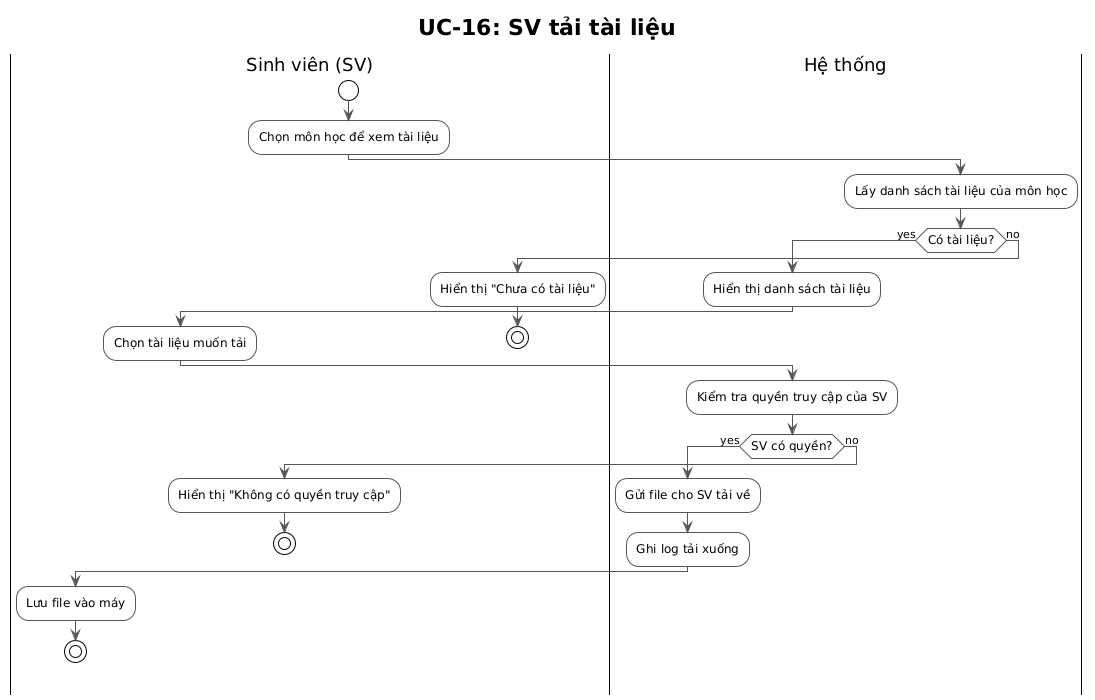 UC-16: SV tải tài liệu
Sinh viên (SV)
Hệ thống
Chọn môn học để xem tài liệu
Lấy danh sách tài liệu của môn học
yes
Có tài liệu?
no
Hiển thị "Chưa có tài liệu"
Hiển thị danh sách tài liệu
Chọn tài liệu muốn tải
Kiểm tra quyền truy cập của SV
yes
SV có quyền?
no
Hiển thị "Không có quyền truy cập"
Gửi file cho SV tải về
Ghi log tải xuống
Lưu file vào máy